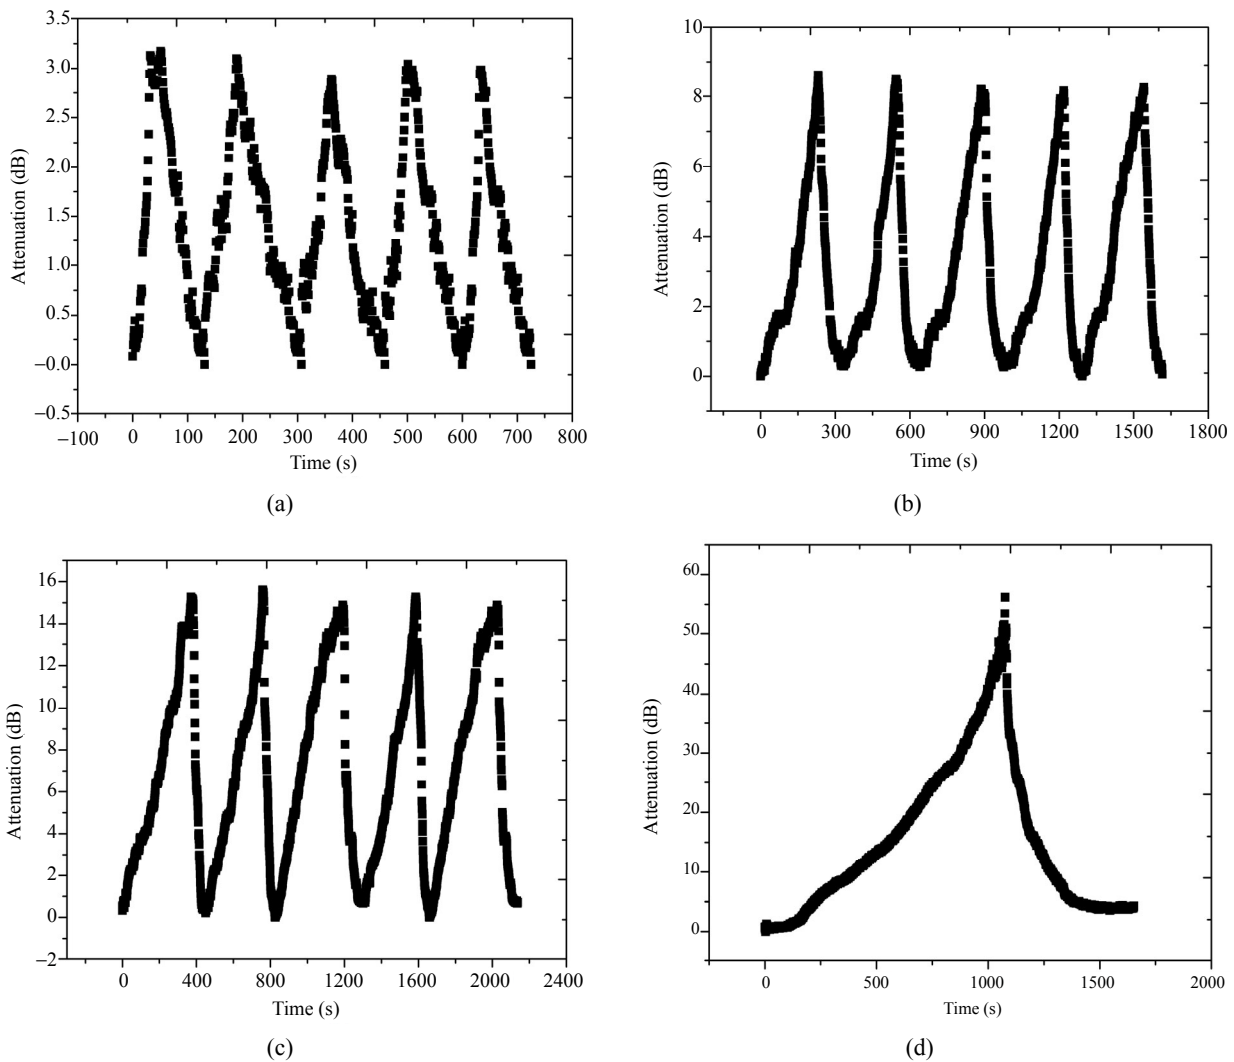 3.5
3.0
2.5
2.0
1.5
1.0
0.5
−0.0
−0.5
Attenuation (dB)
−100 0 100 200 300 400 500 600 700 800
Time (s)
(a)
10
8
6
4
2
0
Attenuation (dB)
0 300 600 900 1200 1500 1800
Time (s)
(b)
16
14
12
10
8
6
4
2
0
−2
Attenuation (dB)
0 400 800 1200 1600 2000 2400
Time (s)
(c)
60
50
40
30
20
10
0
Attenuation (dB)
0 500 1000 1500 2000
Time (s)
(d)